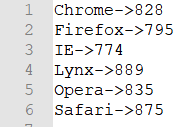 1 Chrome->828
2 Firefox->795
3 IE->774
4 Lynx->889
5 Opera->835
6 Safari->875